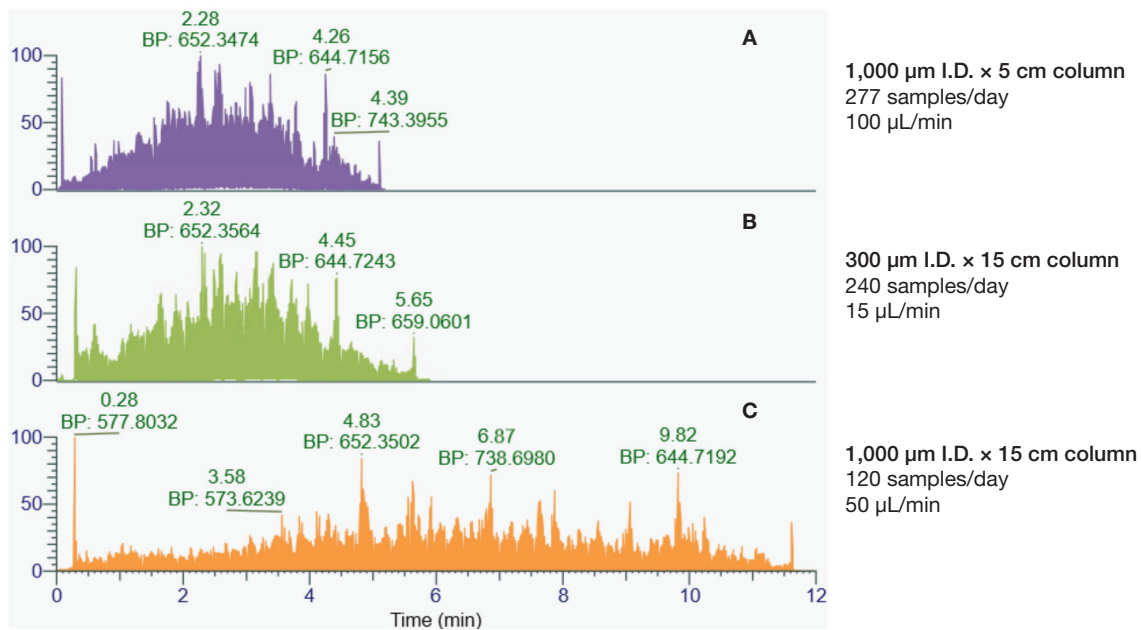 A
2.28
BP: 652.3474
4.26
BP: 644.7156
4.39
BP: 743.3955
100
50
0
1,000 µm I.D. × 5 cm column
277 samples/day
100 µL/min
B
2.32
BP: 652.3564
4.45
BP: 644.7243
5.65
BP: 659.0601
100
50
0
300 µm I.D. × 15 cm column
240 samples/day
15 µL/min
C
0.28
BP: 577.8032
3.58
BP: 573.6239
4.83
BP: 652.3502
6.87
BP: 738.6980
9.82
BP: 644.7192
100
50
0
1,000 µm I.D. × 15 cm column
120 samples/day
50 µL/min
0 2 4 6 8 10 12
Time (min)